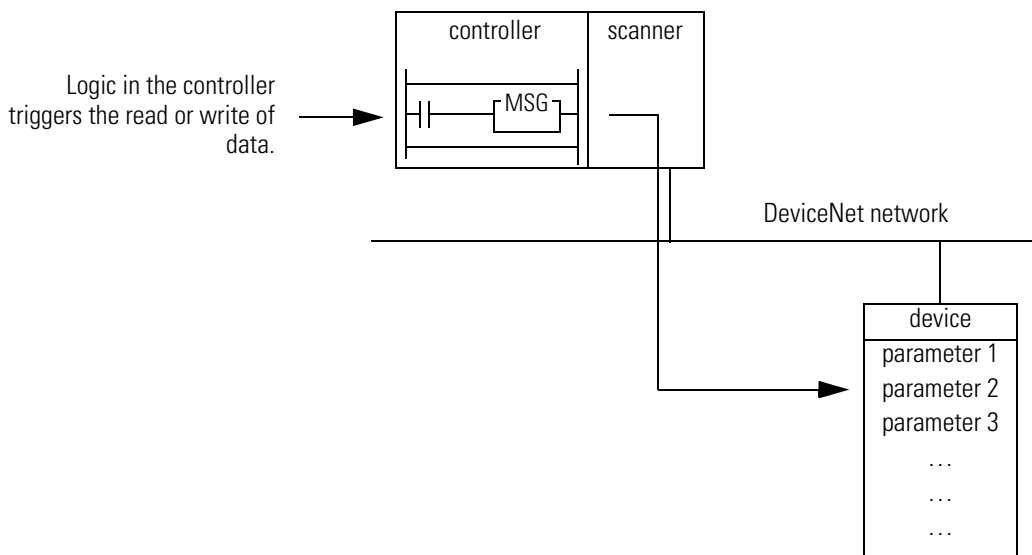 controller
scanner
Logic in the controller
triggers the read or write of
data.
MSG
DeviceNet network
device
parameter 1
parameter 2
parameter 3
. . .
. . .
. . .